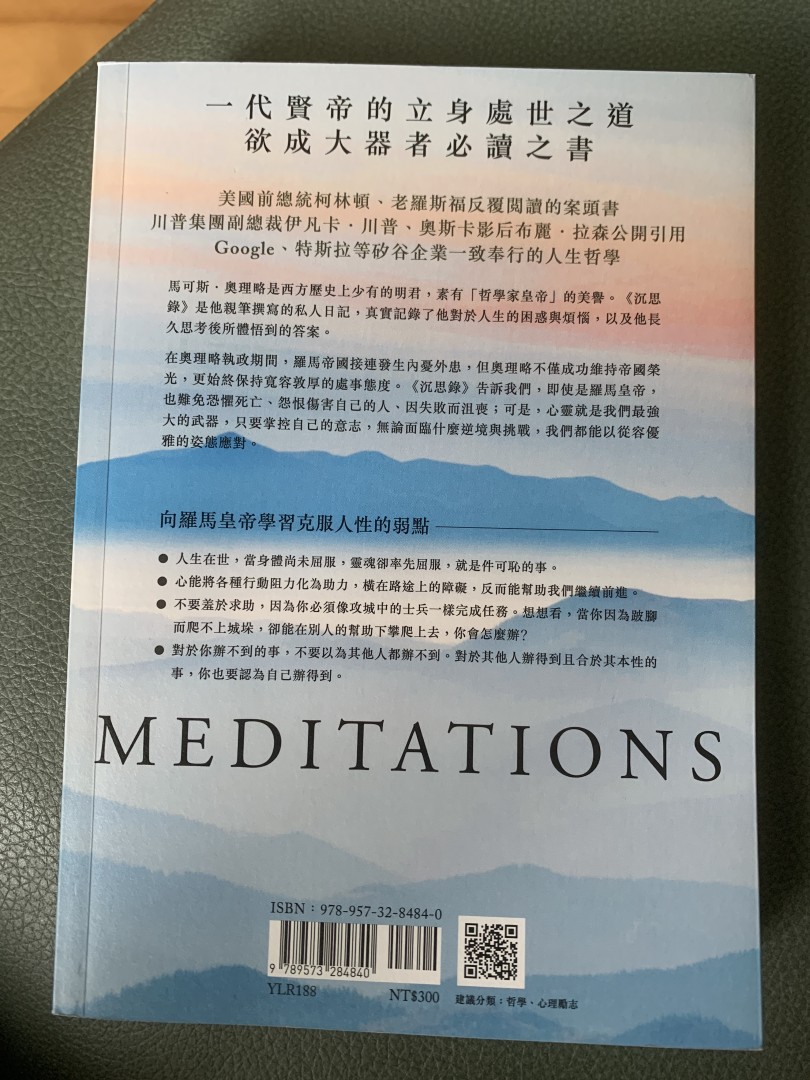 一代賢帝的立身處世之道
欲成大器者必讀之書
美國前總統柯林頓、老羅斯福反覆閱讀的案頭書
川普集團副總裁伊凡卡・川普、奧斯卡影后布麗・拉森公開引用
Google、特斯拉等矽谷企業一致奉行的人生哲學
馬可斯・奧理略是西方歷史上少有的明君,素有「哲學家皇帝」的美譽。《沉思
錄》是他親筆撰寫的私人日記,真實記錄了他對於人生的困惑與煩惱,以及他長
久思考後所體悟到的答案。
在奧理略執政期間,羅馬帝國接連發生內憂外患,但奧理略不僅成功維持帝國榮
光,更始終保持寬容敦厚的處事態度。《沉思錄》告訴我們,即使是羅馬皇帝,
也難免恐懼死亡、怨恨傷害自己的人、因失敗而沮喪;可是,心靈就是我們最強
大的武器,只要掌控自己的意志,無論面臨什麼逆境與挑戰,我們都能以從容優
雅的姿態應對。
向羅馬皇帝學習克服人性的弱點
● 人生在世,當身體尚未屈服,靈魂卻率先屈服,就是件可恥的事。
● 心能將各種行動阻力化為助力,橫在路途上的障礙,反而能幫助我們繼續前進。
● 不要羞於求助,因為你必須像攻城中的士兵一樣完成任務。想想看,當你因為跛腳
而爬不上城垛,卻能在別人的幫助下攀爬上去,你會怎麼辦?
● 對於你辦不到的事,不要以為其他人都辦不到。對於其他人辦得到且合於其本性的
事,你也要認為自己辦得到。
MEDITATIONS
ISBN:978-957-32-8484-0
9 789573 284840
YLR188 NT$300 建議分類:哲學、心理勵志